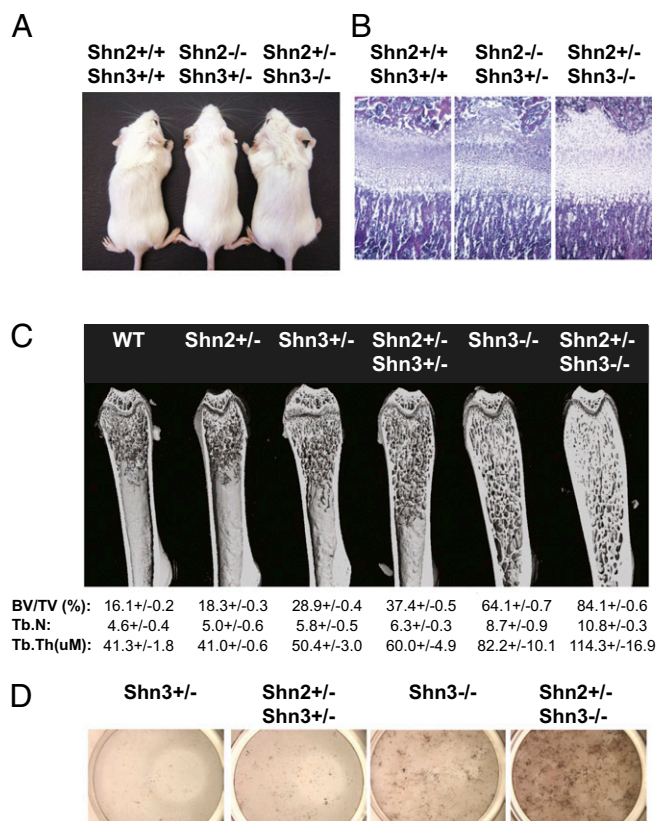 A
Shn2+/+ Shn2-/- Shn2+/-
Shn3+/+ Shn3+/- Shn3-/-
B
Shn2+/+ Shn2-/- Shn2+/-
Shn3+/+ Shn3+/- Shn3-/-
C
WT Shn2+/- Shn3+/- Shn2+/- Shn3-/- Shn2+/-
Shn3+/- Shn3-/-
BV/TV (%): 16.1+/-0.2 18.3+/-0.3 28.9+/-0.4 37.4+/-0.5 64.1+/-0.7 84.1+/-0.6
Tb.N: 4.6+/-0.4 5.0+/-0.6 5.8+/-0.5 6.3+/-0.3 8.7+/-0.9 10.8+/-0.3
Tb.Th(uM): 41.3+/-1.8 41.0+/-0.6 50.4+/-3.0 60.0+/-4.9 82.2+/-10.1 114.3+/-16.9
D
Shn3+/- Shn2+/- Shn3-/- Shn2+/-
Shn3+/- Shn3-/-